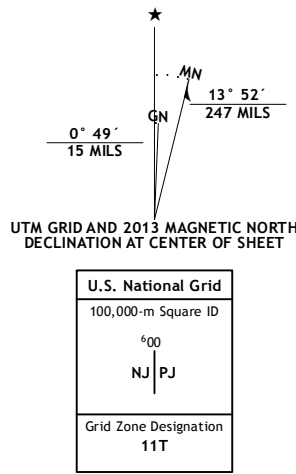 MN
GN
13° 52´
247 MILS
0° 49´
15 MILS
UTM GRID AND 2013 MAGNETIC NORTH
DECLINATION AT CENTER OF SHEET
U.S. National Grid
100,000-m Square ID
⁶00
NJ PJ
Grid Zone Designation
11T